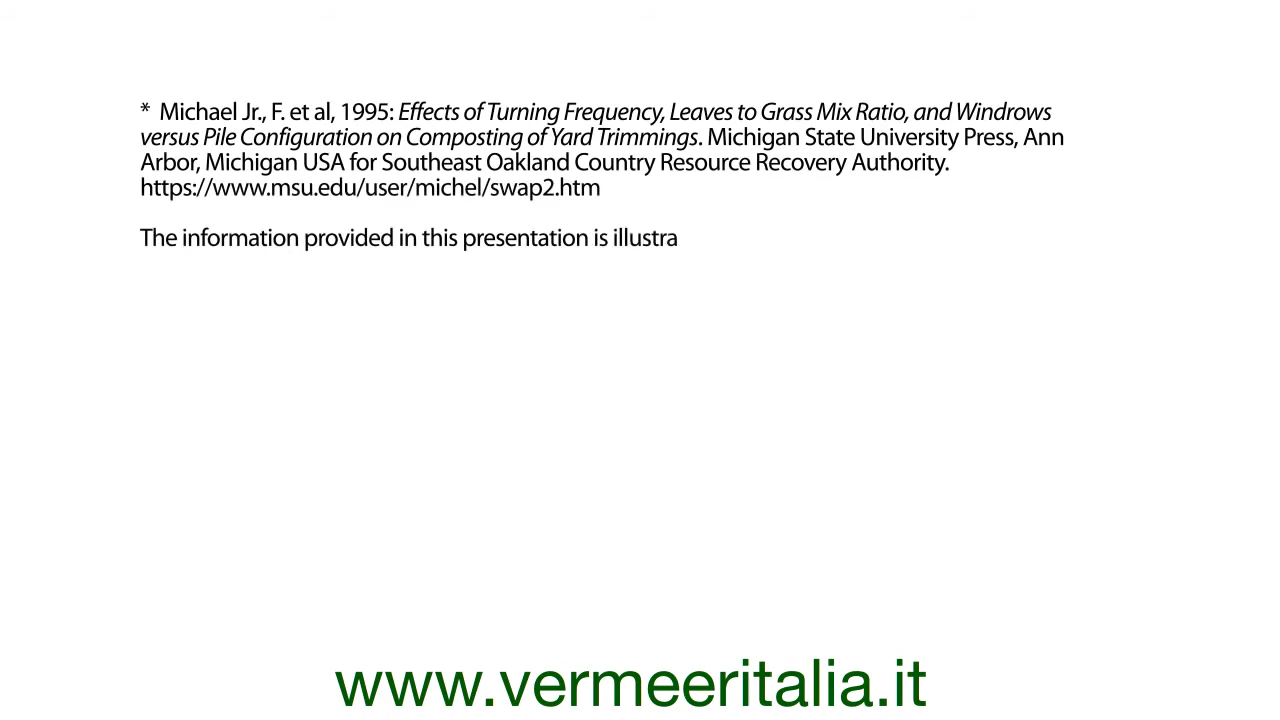 * Michael Jr., F. et al, 1995: Effects of Turning Frequency, Leaves to Grass Mix Ratio, and Windrows
versus Pile Configuration on Composting of Yard Trimmings. Michigan State University Press, Ann
Arbor, Michigan USA for Southeast Oakland Country Resource Recovery Authority.
https://www.msu.edu/user/michel/swap2.htm
The information provided in this presentation is illustra
www.vermeeritalia.it